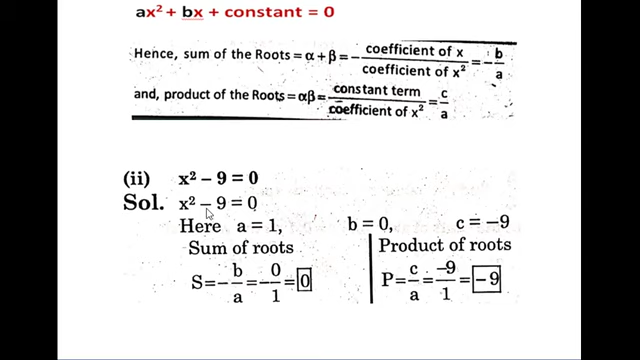 ax² + bx + constant = 0
Hence, sum of the Roots = α + β = - coefficient of x / coefficient of x² = - b / a
and, product of the Roots = αβ = constant term / coefficient of x² = c / a
(ii) x² – 9 = 0
Sol. x² – 9 = 0
Here a = 1, b = 0, c = –9
Sum of roots Product of roots
S = - b / a = - 0 / 1 = 0 P = c / a = –9 / 1 = –9